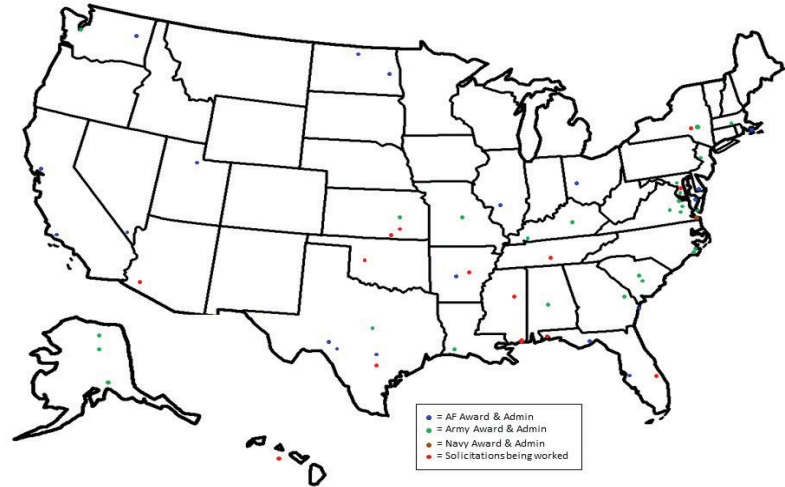 = AF Award & Admin
= Army Award & Admin
= Navy Award & Admin
= Solicitations being worked